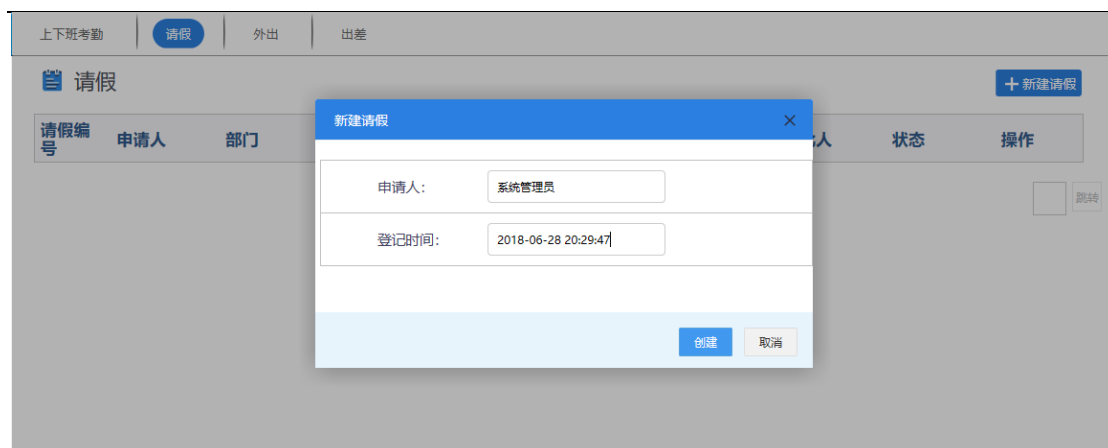 上下班考勤 请假 外出 出差
请假
新建请假
请假编号 申请人 部门 人 状态 操作
新建请假
申请人:
系统管理员
登记时间:
2018-06-28 20:29:47
创建 取消
跳转